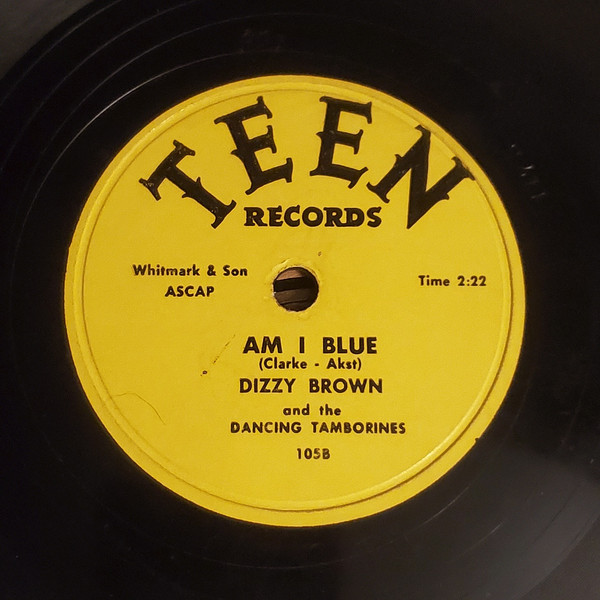 TEEN
RECORDS
Whitmark & Son
ASCAP
Time 2:22
AM I BLUE
(Clarke - Akst)
DIZZY BROWN
and the
DANCING TAMBORINES
105B